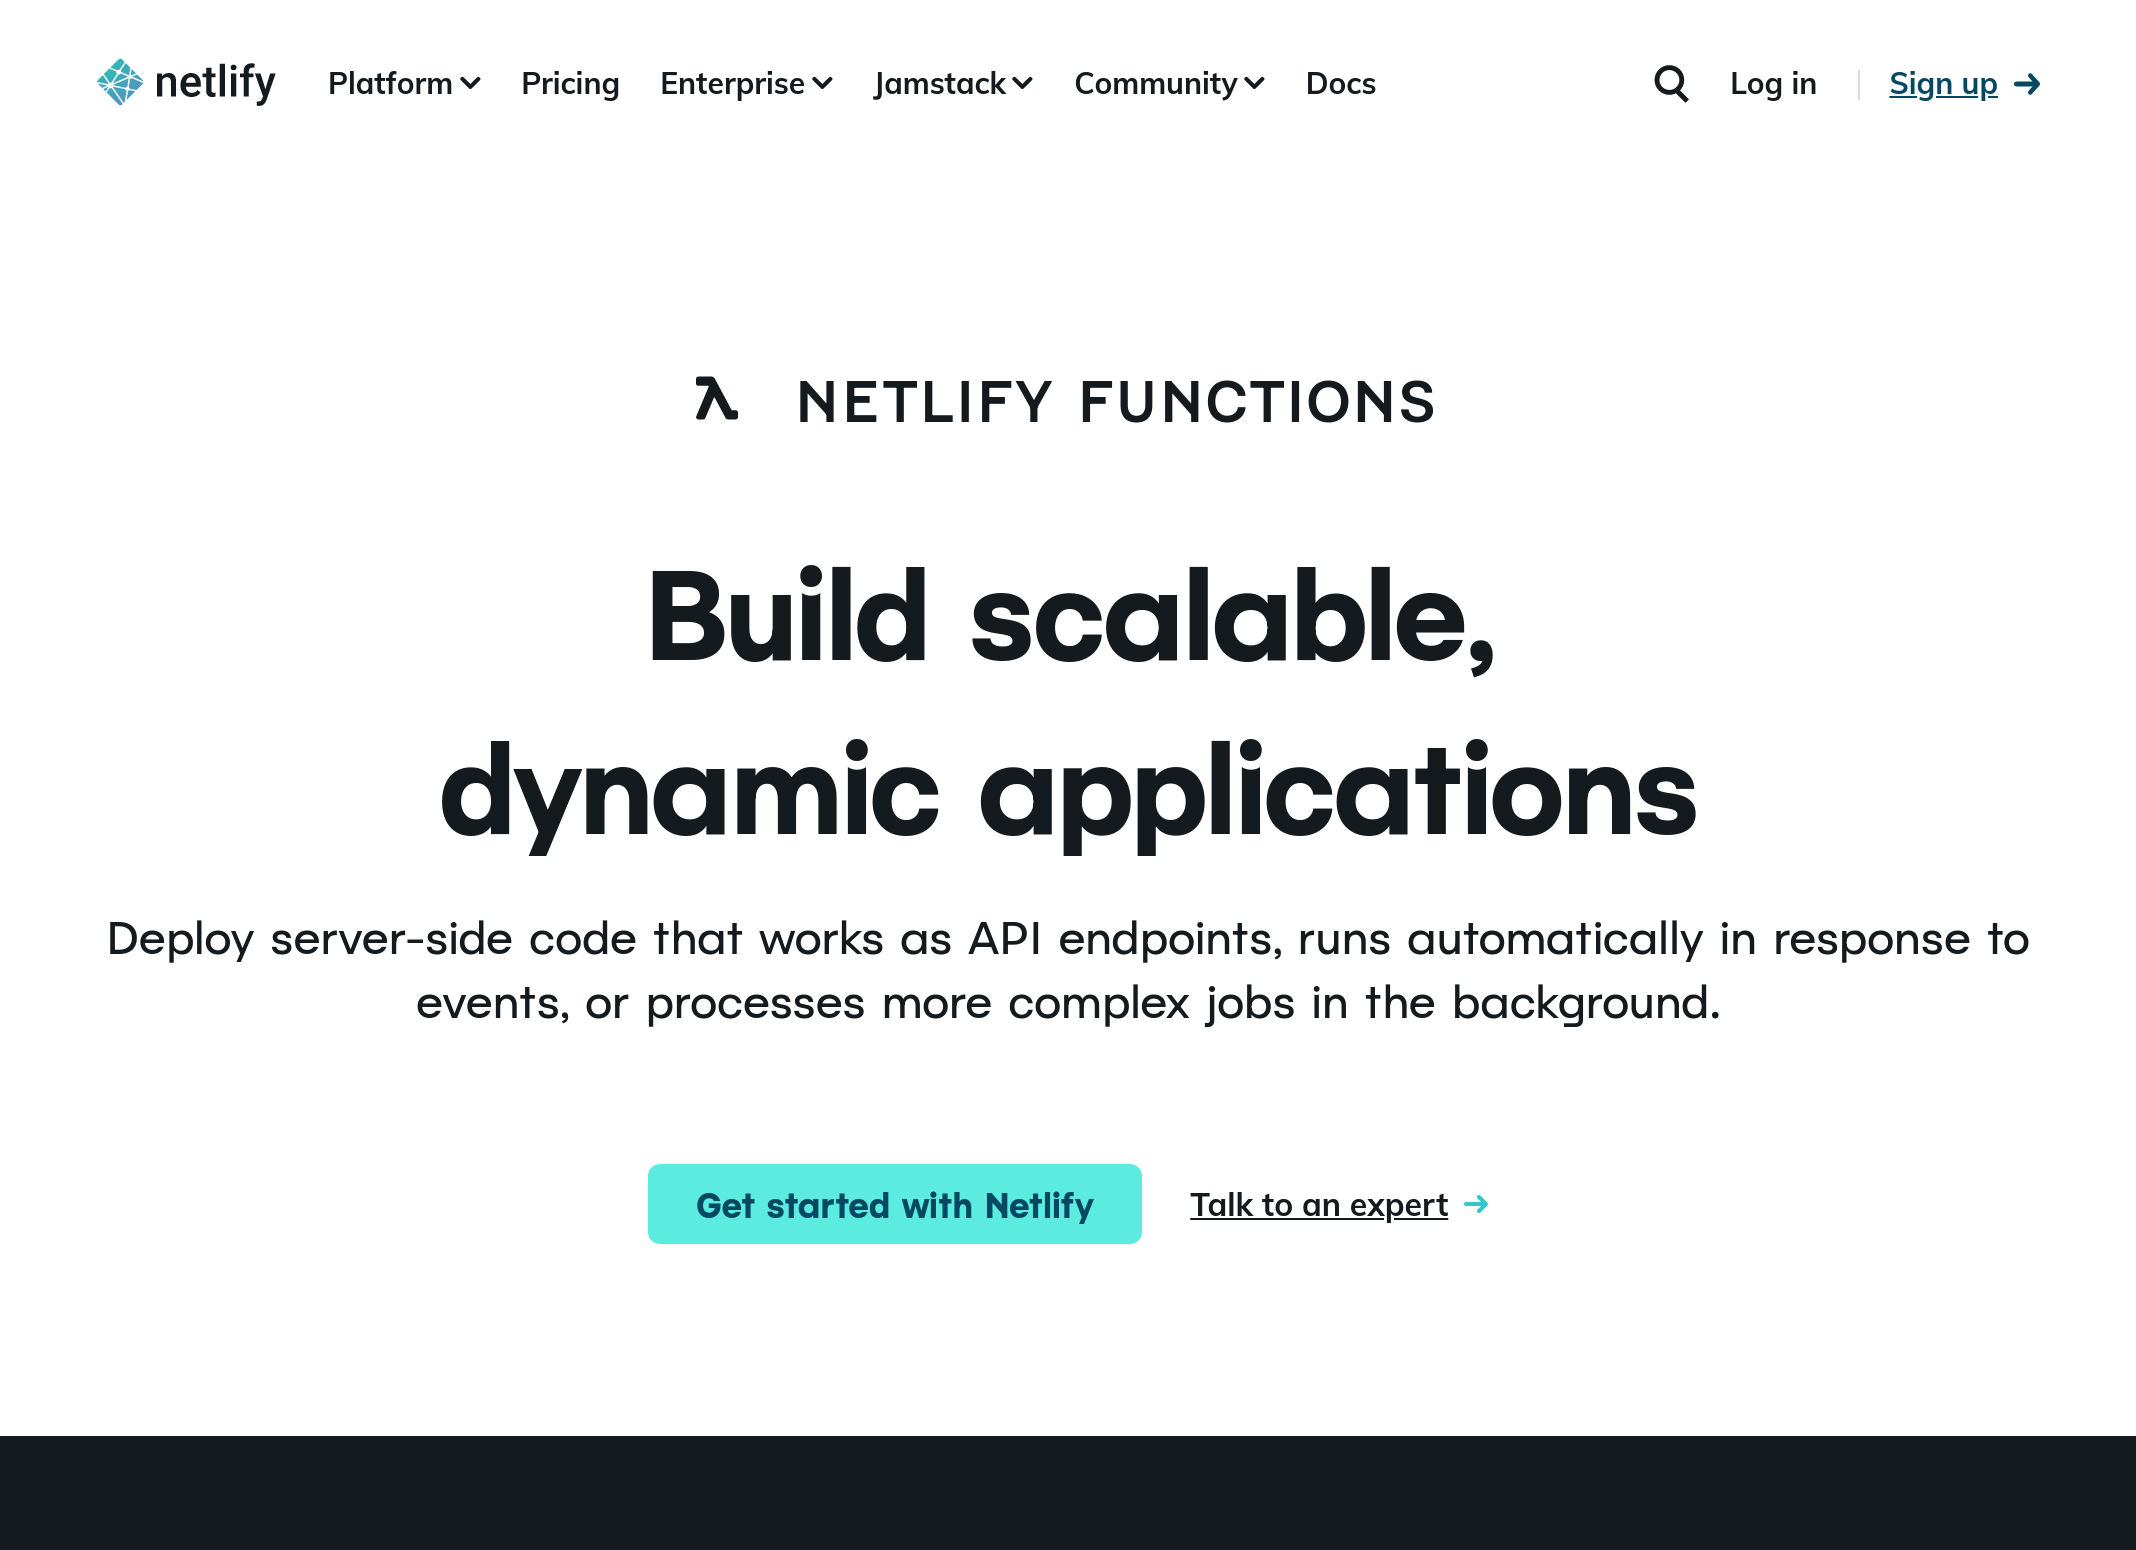 netlify Platform Pricing Enterprise Jamstack Community Docs Log in Sign up
λ NETLIFY FUNCTIONS
Build scalable,
dynamic applications
Deploy server-side code that works as API endpoints, runs automatically in response to
events, or processes more complex jobs in the background.
Get started with Netlify Talk to an expert